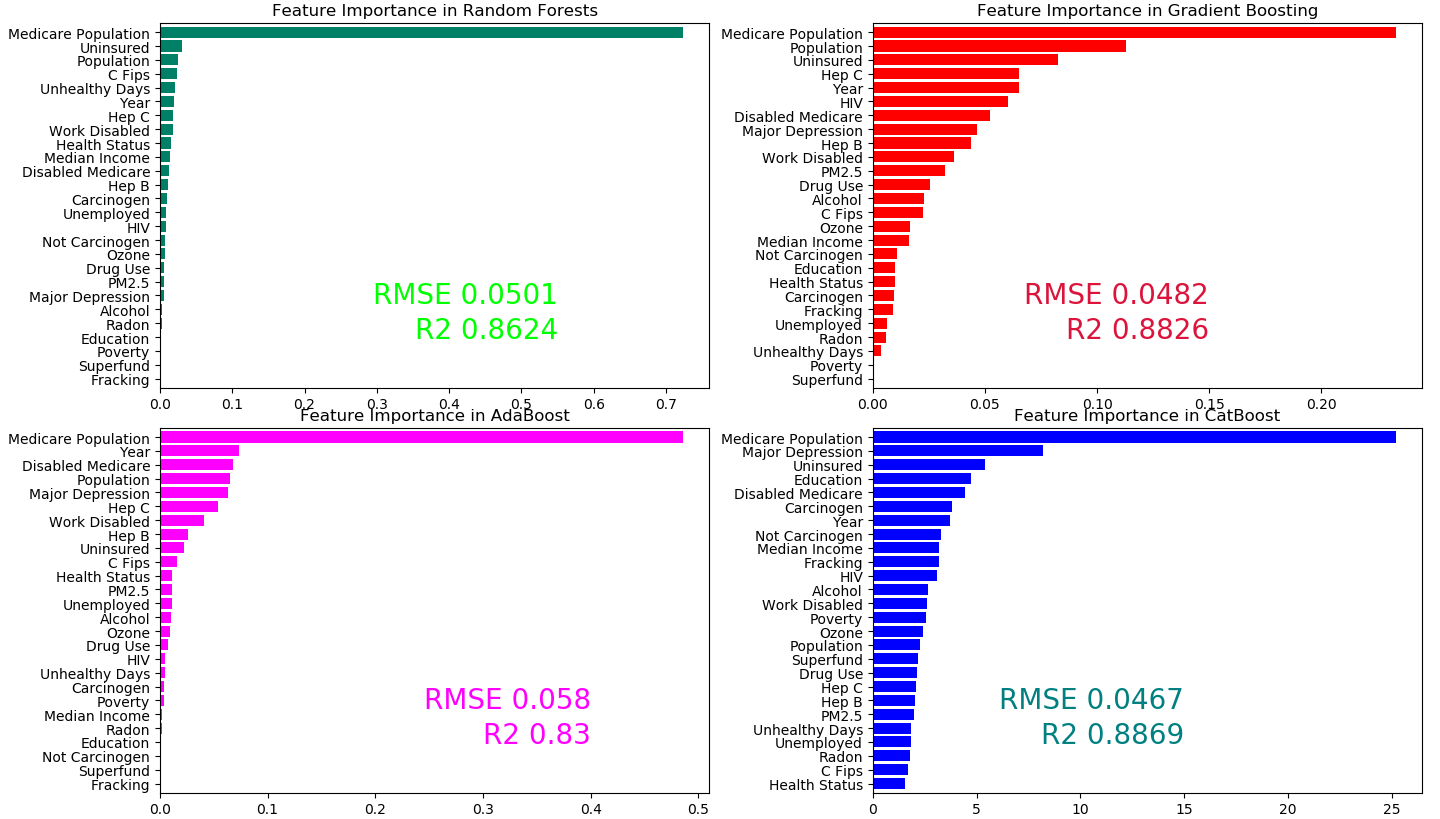 Feature Importance in Random Forests
Medicare Population
Uninsured
Population
C Fips
Unhealthy Days
Year
Hep C
Work Disabled
Health Status
Median Income
Disabled Medicare
Hep B
Carcinogen
Unemployed
HIV
Not Carcinogen
Ozone
Drug Use
PM2.5
Major Depression
Alcohol
Radon
Education
Poverty
Superfund
Fracking
RMSE 0.0501
R2 0.8624
0.0 0.1 0.2 0.3 0.4 0.5 0.6 0.7
Feature Importance in Gradient Boosting
Medicare Population
Population
Uninsured
Hep C
Year
HIV
Disabled Medicare
Major Depression
Hep B
Work Disabled
PM2.5
Drug Use
Alcohol
C Fips
Ozone
Median Income
Not Carcinogen
Education
Health Status
Carcinogen
Fracking
Unemployed
Radon
Unhealthy Days
Poverty
Superfund
RMSE 0.0482
R2 0.8826
0.00 0.05 0.10 0.15 0.20
Feature Importance in AdaBoost
Medicare Population
Year
Disabled Medicare
Population
Major Depression
Hep C
Work Disabled
Hep B
Uninsured
C Fips
Health Status
PM2.5
Unemployed
Alcohol
Ozone
Drug Use
HIV
Unhealthy Days
Carcinogen
Poverty
Median Income
Radon
Education
Not Carcinogen
Superfund
Fracking
RMSE 0.058
R2 0.83
0.0 0.1 0.2 0.3 0.4 0.5
Feature Importance in CatBoost
Medicare Population
Major Depression
Uninsured
Education
Disabled Medicare
Carcinogen
Year
Not Carcinogen
Median Income
Fracking
HIV
Alcohol
Work Disabled
Poverty
Ozone
Population
Superfund
Drug Use
Hep C
Hep B
PM2.5
Unhealthy Days
Unemployed
Radon
C Fips
Health Status
RMSE 0.0467
R2 0.8869
0 5 10 15 20 25